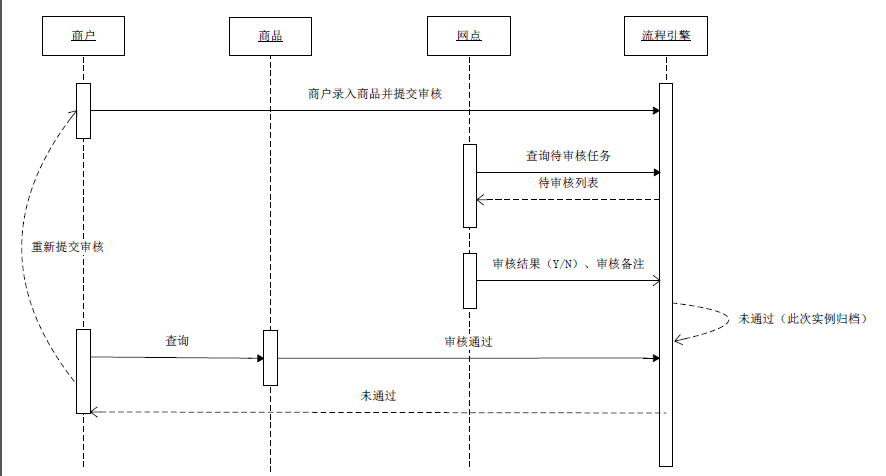 商户
商品
网点
流程引擎
商户录入商品并提交审核
查询待审核任务
待审核列表
重新提交审核
审核结果（Y/N）、审核备注
未通过（此次实例归档）
查询
审核通过
未通过